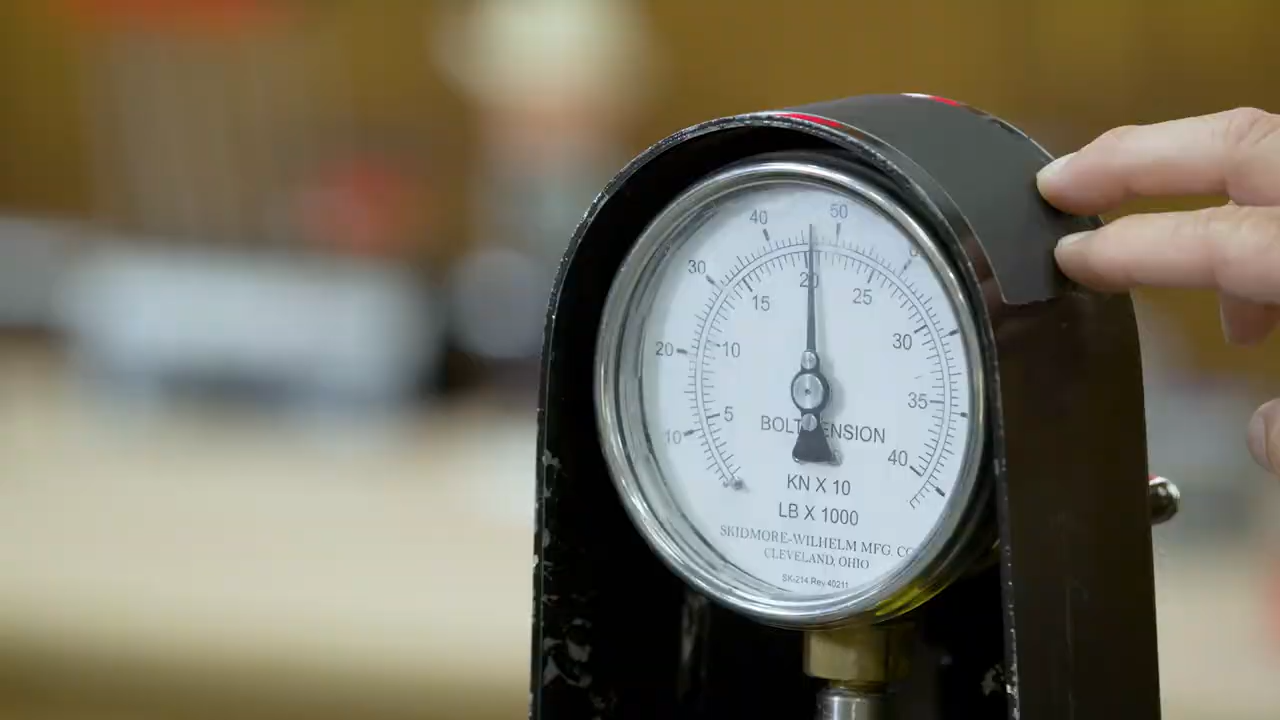 40 50
30
20
25
15
30
20 10
35
5
10
40
BOLT ENSION
KN X 10
LB X 1000
SKIDMORE-WILHELM MFG. CO
CLEVELAND, OHIO
SK-214 Rev 40211